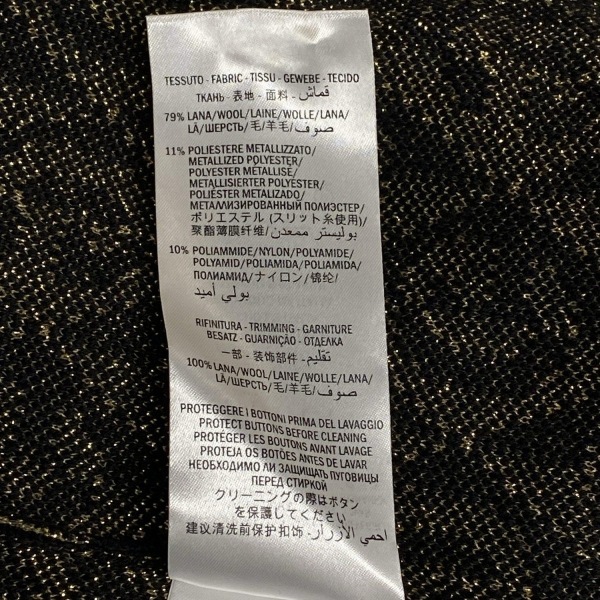 TESSUTO - FABRIC - TISSU - GEWEBE - TECIDO
ТКАНЬ - 表地 - 面料 - قماش
79% LANA/WOOL/LAINE/WOLLE/LANA/
LÃ/ШЕРСТЬ/毛/羊毛/صوف
11% POLIESTERE METALLIZZATO/
METALLIZED POLYESTER/
POLYESTER METALLISE/
METALLISIERTER POLYESTER/
POLIÉSTER METALIZADO/
МЕТАЛЛИЗИРОВАННЫЙ ПОЛИЭСТЕР/
ポリエステル (スリット糸使用)/
聚酯薄膜纤维/بوليستر ممعدن
10% POLIAMMIDE/NYLON/POLYAMIDE/
POLYAMID/POLIAMIDA/POLIAMIDA/
ПОЛИАМИД/ナイロン/锦纶/
بولي أميد
RIFINITURA - TRIMMING - GARNITURE
BESATZ - GUARNIÇÃO - ОТДЕЛКА
一部 - 装饰部件 - تقليم
100% LANA/WOOL/LAINE/WOLLE/LANA/
LÃ/ШЕРСТЬ/毛/羊毛/صوف
PROTEGGERE I BOTTONI PRIMA DEL LAVAGGIO
PROTECT BUTTONS BEFORE CLEANING
PROTÉGER LES BOUTONS AVANT LAVAGE
PROTEJA OS BOTÕES ANTES DE LAVAR
НЕОБХОДИМО ЛИ ЗАЩИЩАТЬ ПУГОВИЦЫ
ПЕРЕД СТИРКОЙ
クリーニングの際はボタン
を保護してください
建议清洗前保护扣饰 - احمي الأزرار